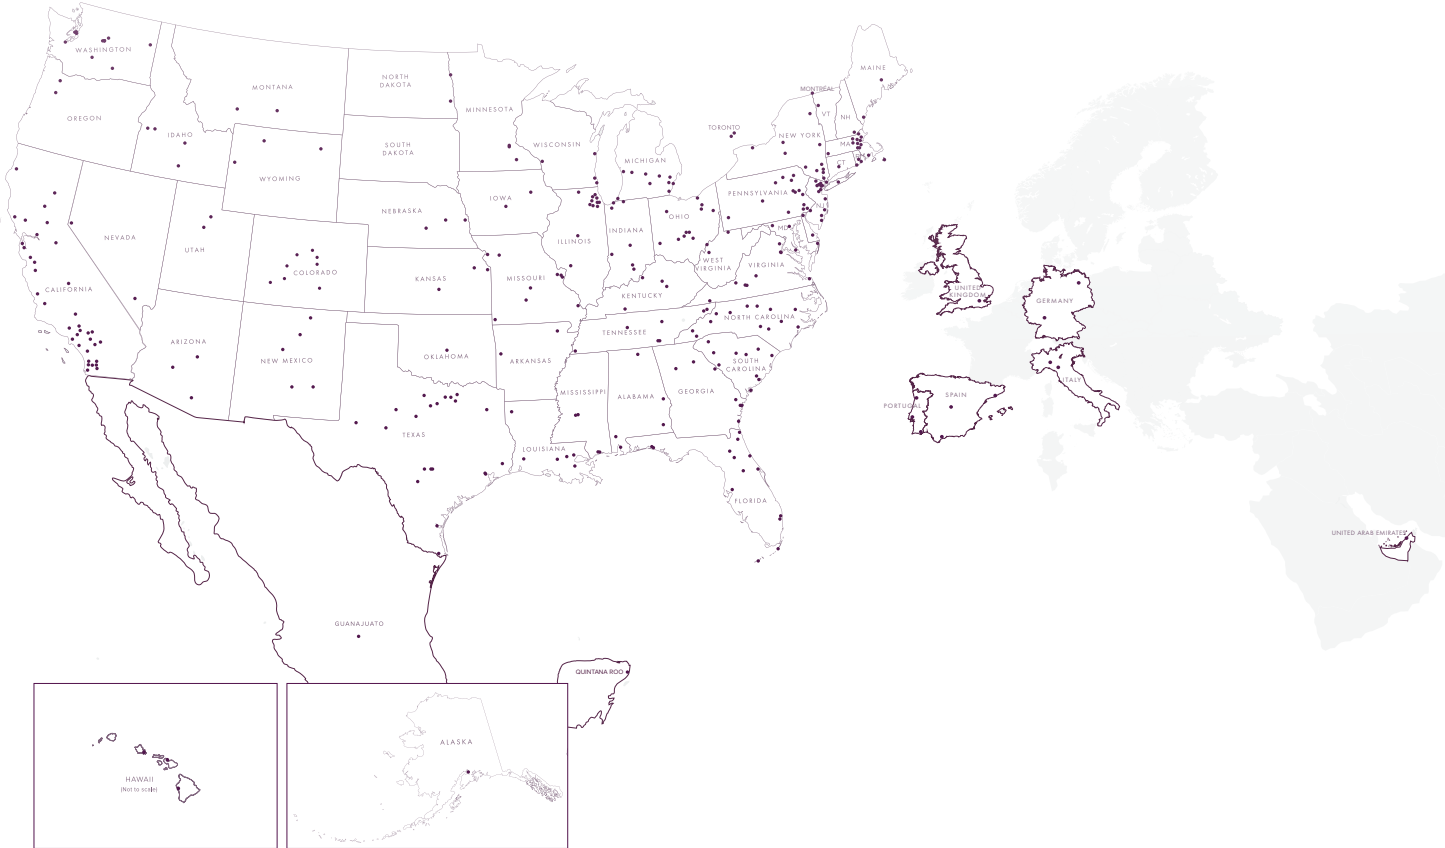 WASHINGTON
OREGON
MONTANA
IDAHO
NORTH
DAKOTA
SOUTH
DAKOTA
MINNESOTA
WISCONSIN
MICHIGAN
TORONTO
MONTREAL
MAINE
VT
NH
NEW YORK
MA
CT
PENNSYLVANIA
WYOMING
NEBRASKA
IOWA
NEVADA
UTAH
COLORADO
CALIFORNIA
KANSAS
MISSOURI
ILLINOIS
INDIANA
OHIO
WEST
VIRGINIA
VIRGINIA
MD
NJ
KENTUCKY
TENNESSEE
NORTH CAROLINA
SOUTH
CAROLINA
ARIZONA
NEW MEXICO
OKLAHOMA
ARKANSAS
MISSISSIPPI
ALABAMA
GEORGIA
TEXAS
LOUISIANA
FLORIDA
GUANAJUATO
QUINTANA ROO
HAWAII
(Not to scale)
ALASKA
UNITED
KINGDOM
GERMANY
ITALY
SPAIN
PORTUGAL
UNITED ARAB EMIRATES